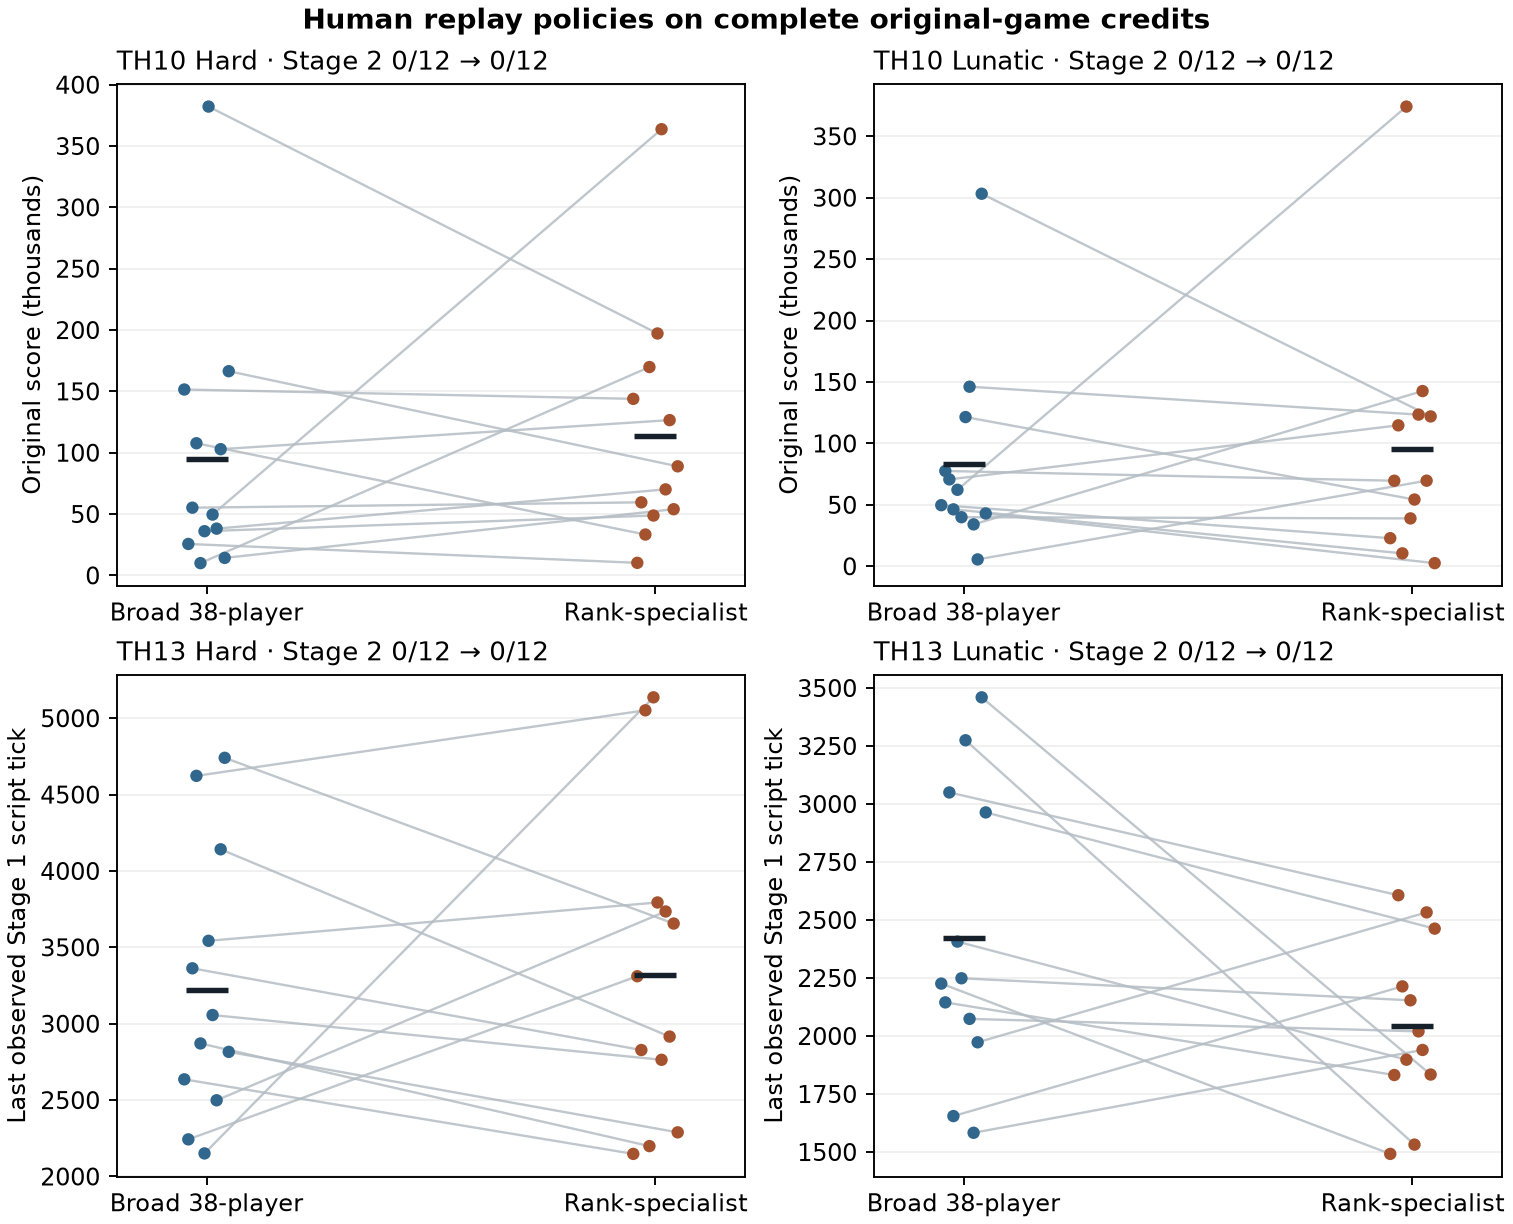 Human replay policies on complete original-game credits
TH10 Hard · Stage 2 0/12 → 0/12
Original score (thousands)
400
350
300
250
200
150
100
50
0
Broad 38-player
Rank-specialist
TH10 Lunatic · Stage 2 0/12 → 0/12
Original score (thousands)
350
300
250
200
150
100
50
0
Broad 38-player
Rank-specialist
TH13 Hard · Stage 2 0/12 → 0/12
Last observed Stage 1 script tick
5000
4500
4000
3500
3000
2500
2000
Broad 38-player
Rank-specialist
TH13 Lunatic · Stage 2 0/12 → 0/12
Last observed Stage 1 script tick
3500
3250
3000
2750
2500
2250
2000
1750
1500
Broad 38-player
Rank-specialist